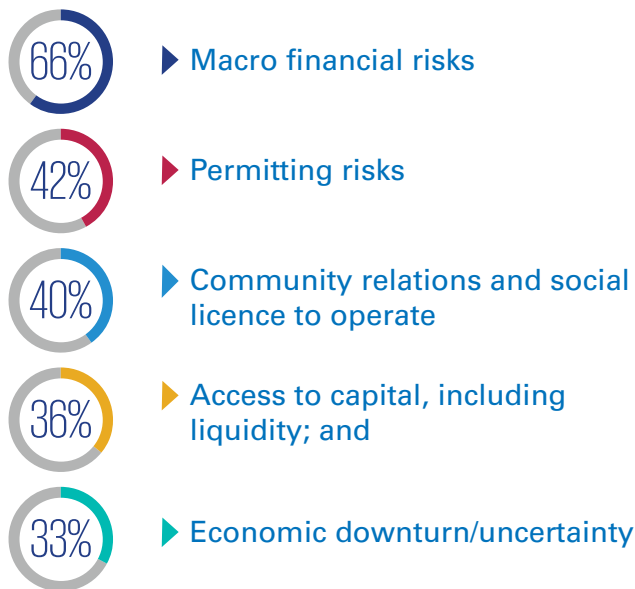 66%
Macro financial risks
42%
Permitting risks
40%
Community relations and social
licence to operate
36%
Access to capital, including
liquidity; and
33%
Economic downturn/uncertainty